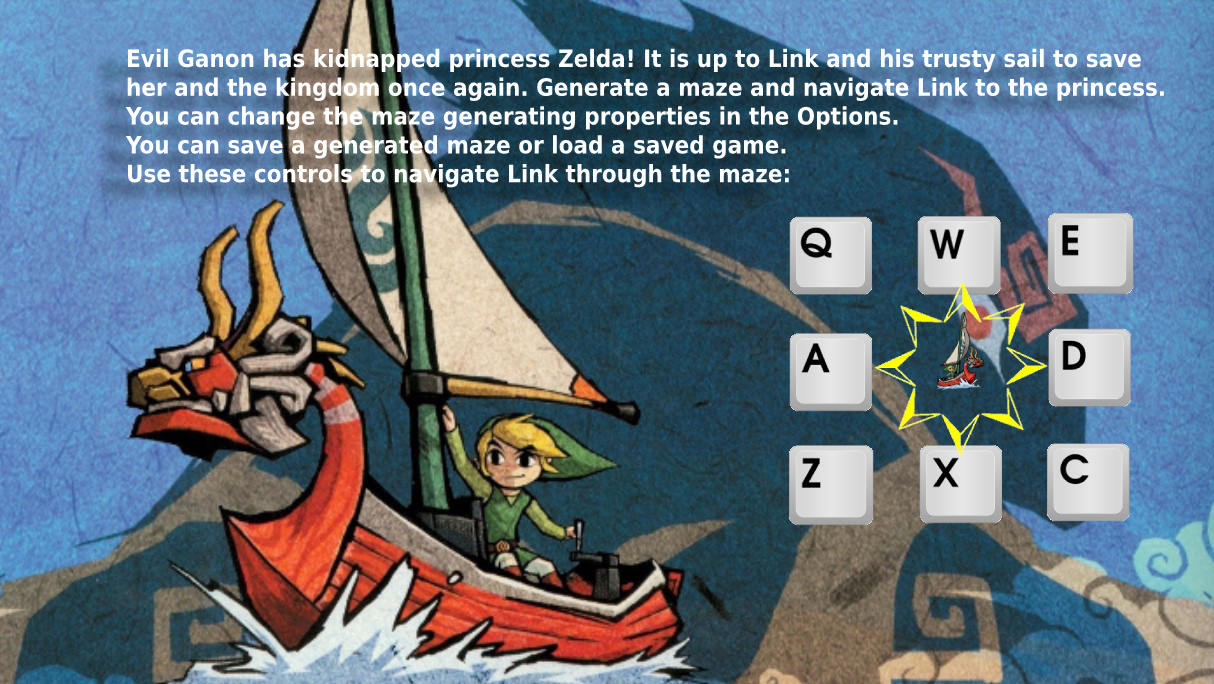 Evil Ganon has kidnapped princess Zelda! It is up to Link and his trusty sail to save
her and the kingdom once again. Generate a maze and navigate Link to the princess.
You can change the maze generating properties in the Options.
You can save a generated maze or load a saved game.
Use these controls to navigate Link through the maze:
Q W E
A D
Z X C